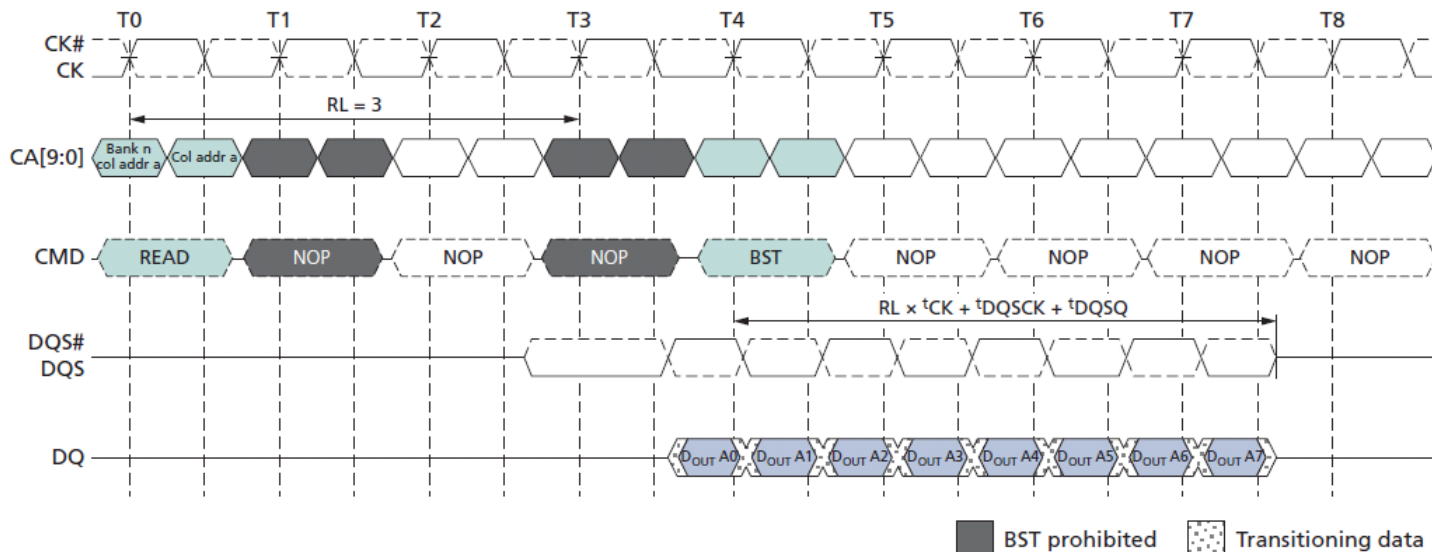 T0 T1 T2 T3 T4 T5 T6 T7 T8
CK#
CK
RL = 3
CA[9:0] Bank n col addr a Col addr a
CMD READ NOP NOP NOP BST NOP NOP NOP NOP
RL × tCK + tDQSCK + tDQSQ
DQS#
DQS
DQ DOUT A0 DOUT A1 DOUT A2 DOUT A3 DOUT A4 DOUT A5 DOUT A6 DOUT A7
BST prohibited Transitioning data